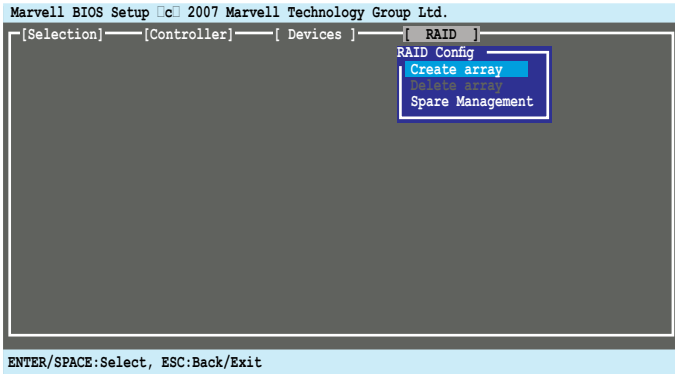 Marvell BIOS Setup □c□ 2007 Marvell Technology Group Ltd.
[Selection] [Controller] [ Devices ] [ RAID ]
RAID Config
Create array
Delete array
Spare Management
ENTER/SPACE:Select, ESC:Back/Exit